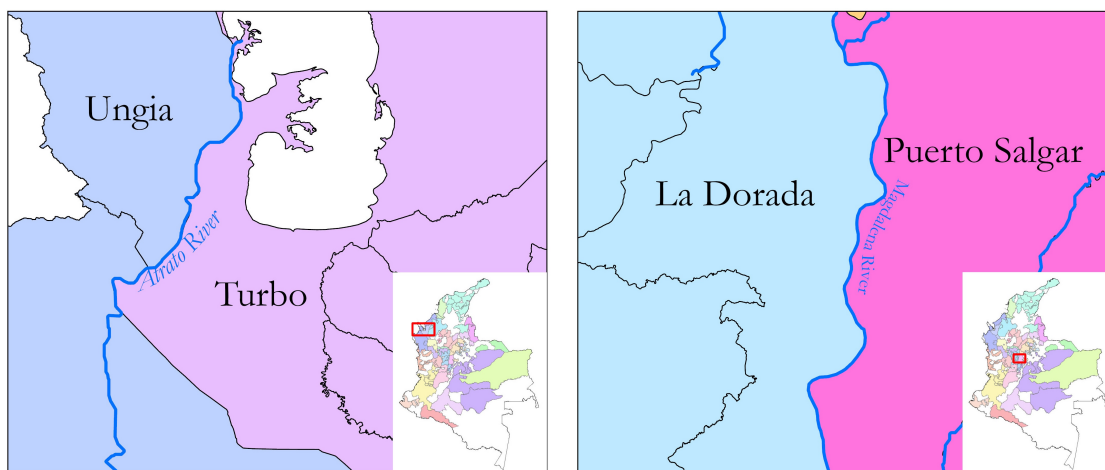 Ungia
Atrato River
Turbo
Puerto Salgar
La Dorada
Magdalena River